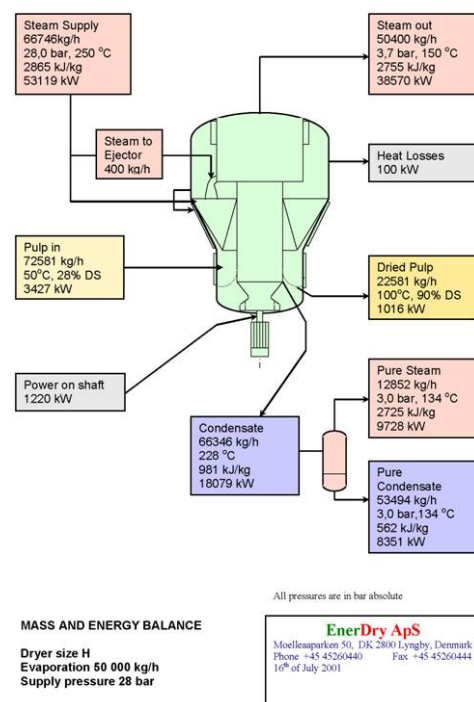 Steam Supply
66746kg/h
28,0 bar, 250 °C
2865 kJ/kg
53119 kW
Steam out
50400 kg/h
3,7 bar, 150 °C
2755 kJ/kg
38570 kW
Steam to
Ejector
400 kg/h
Heat Losses
100 kW
Pulp in
72581 kg/h
50°C, 28% DS
3427 kW
Dried Pulp
22581 kg/h
100°C, 90% DS
1016 kW
Power on shaft
1220 kW
Condensate
66346 kg/h
228 °C
981 kJ/kg
18079 kW
Pure Steam
12852 kg/h
3,0 bar, 134 °C
2725 kJ/kg
9728 kW
Pure
Condensate
53494 kg/h
3,0 bar,134 °C
562 kJ/kg
8351 kW
All pressures are in bar absolute
MASS AND ENERGY BALANCE
Dryer size H
Evaporation 50 000 kg/h
Supply pressure 28 bar
EnerDry ApS
Moelleaaparken 50, DK 2800 Lyngby, Denmark
Phone +45 45260440 Fax +45 45260444
16th of July 2001